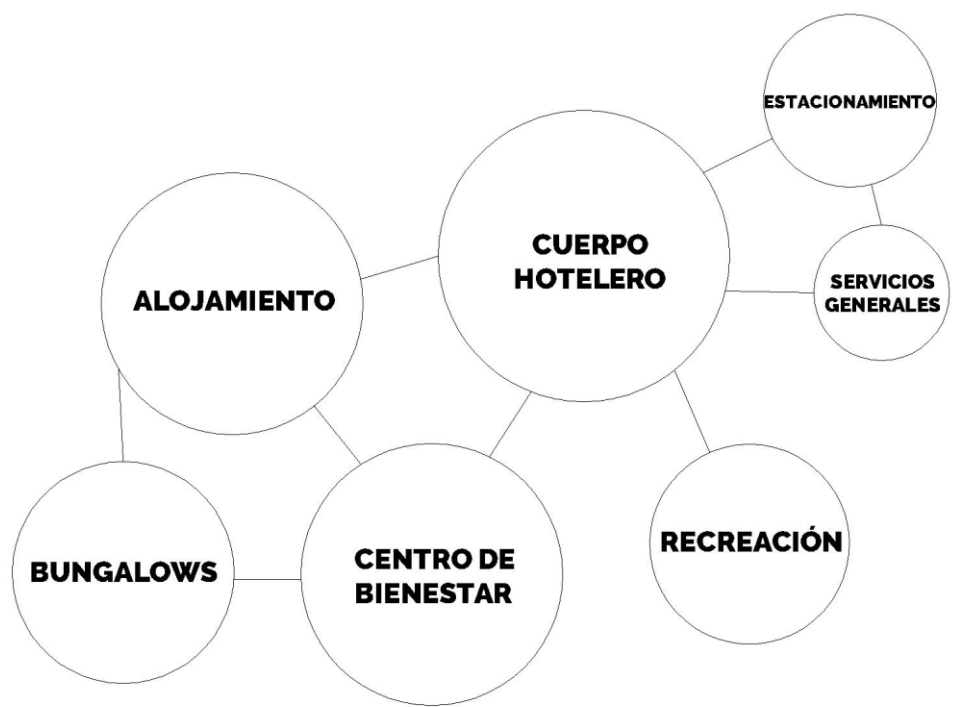 ESTACIONAMIENTO
CUERPO
HOTELERO
SERVICIOS
GENERALES
ALOJAMIENTO
RECREACIÓN
CENTRO DE
BIENESTAR
BUNGALOWS